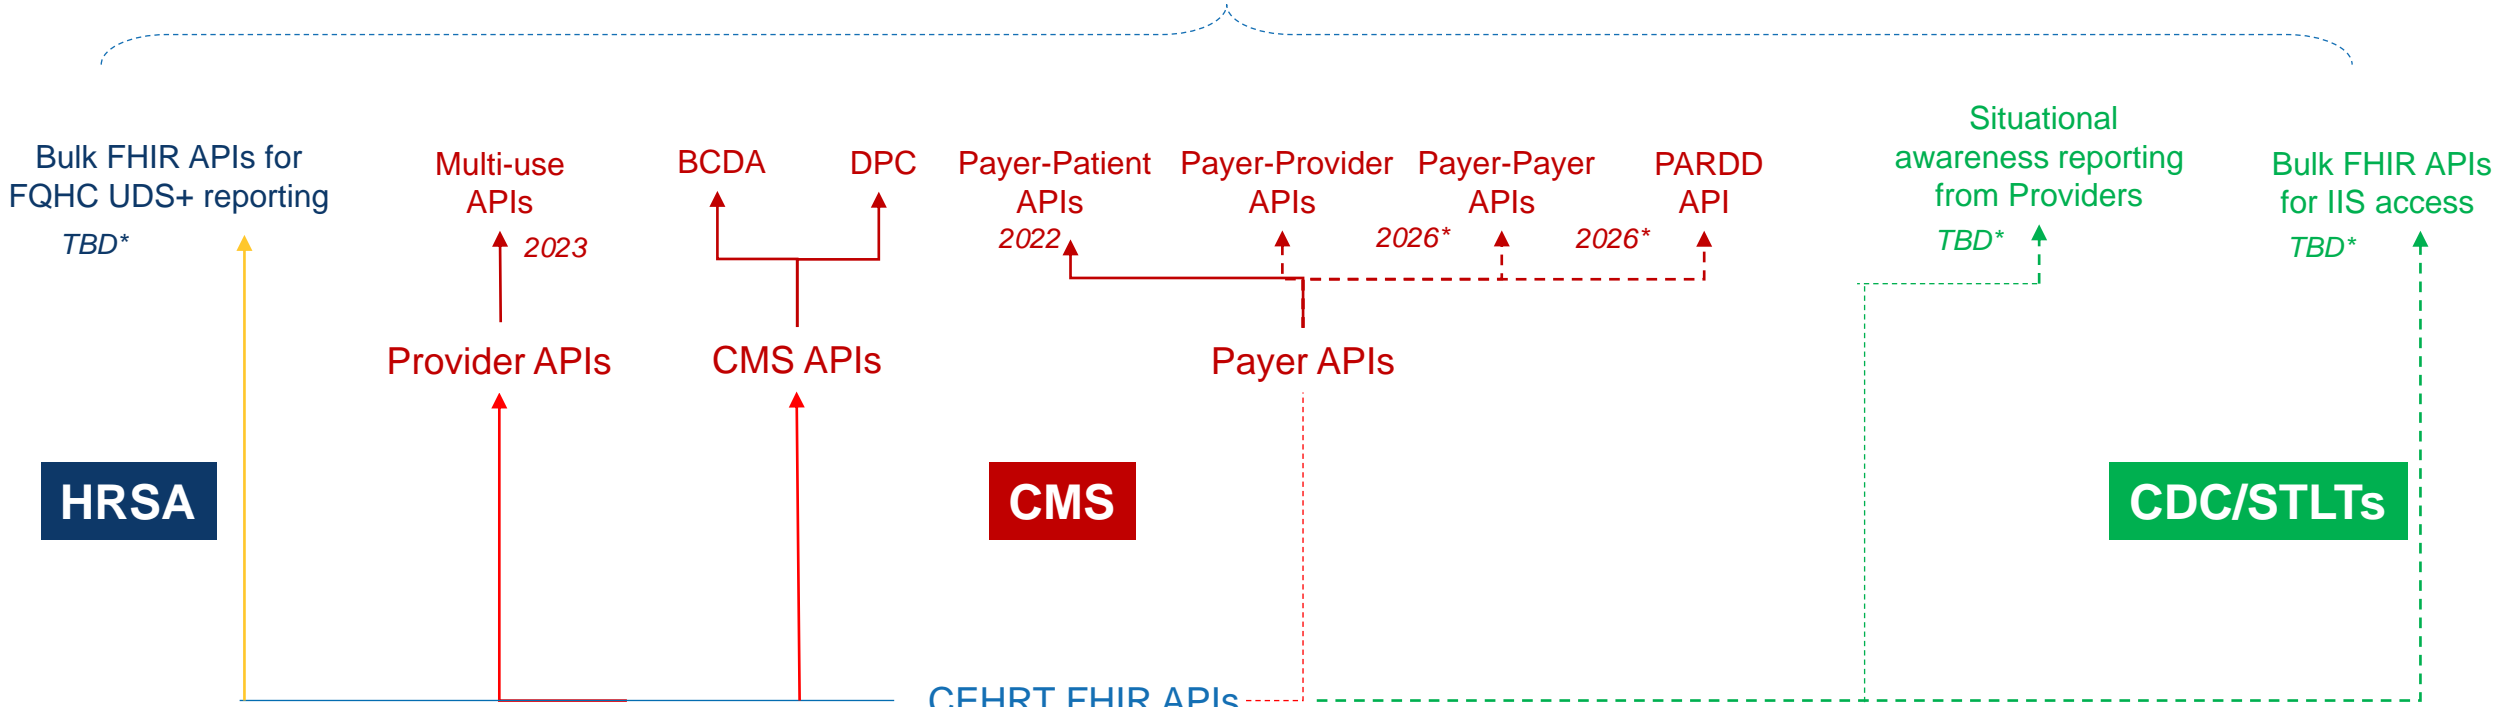 Bulk FHIR APIs for
FQHC UDS+ reporting
TBD*
Multi-use
APIs
2023
BCDA
DPC
Payer-Patient
APIs
2022
Payer-Provider
APIs
Payer-Payer
APIs
2026*
PARDD
API
2026*
Situational
awareness reporting
from Providers
TBD*
Bulk FHIR APIs
for IIS access
TBD*
Provider APIs
CMS APIs
Payer APIs
HRSA
CMS
CDC/STLTs
CEHRT FHIR APIs